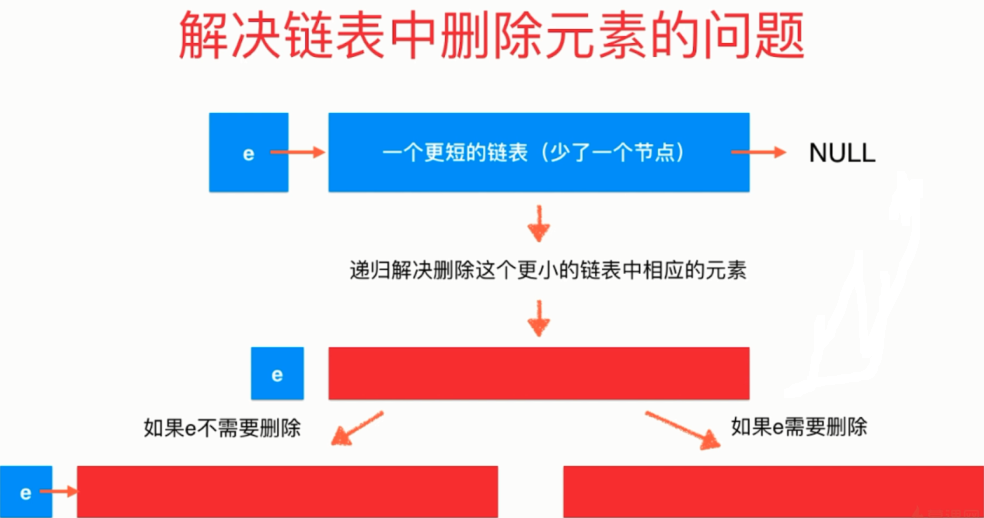 解决链表中删除元素的问题
e
一个更短的链表（少了一个节点）
NULL
递归解决删除这个更小的链表中相应的元素
e
如果e不需要删除
如果e需要删除
e